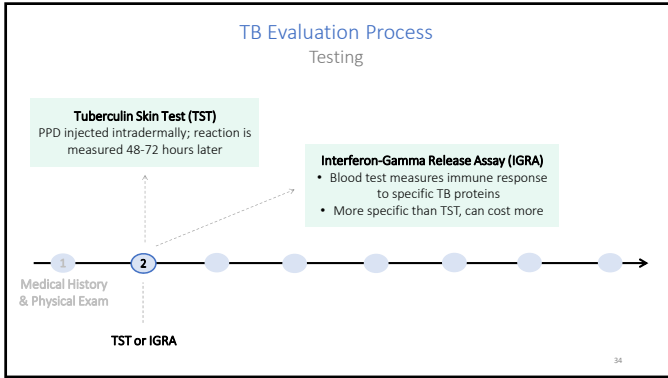 TB Evaluation Process
Testing
Tuberculin Skin Test (TST)
PPD injected intradermally; reaction is
measured 48-72 hours later
Interferon-Gamma Release Assay (IGRA)
• Blood test measures immune response
to specific TB proteins
• More specific than TST, can cost more
1
2
Medical History
& Physical Exam
TST or IGRA
34